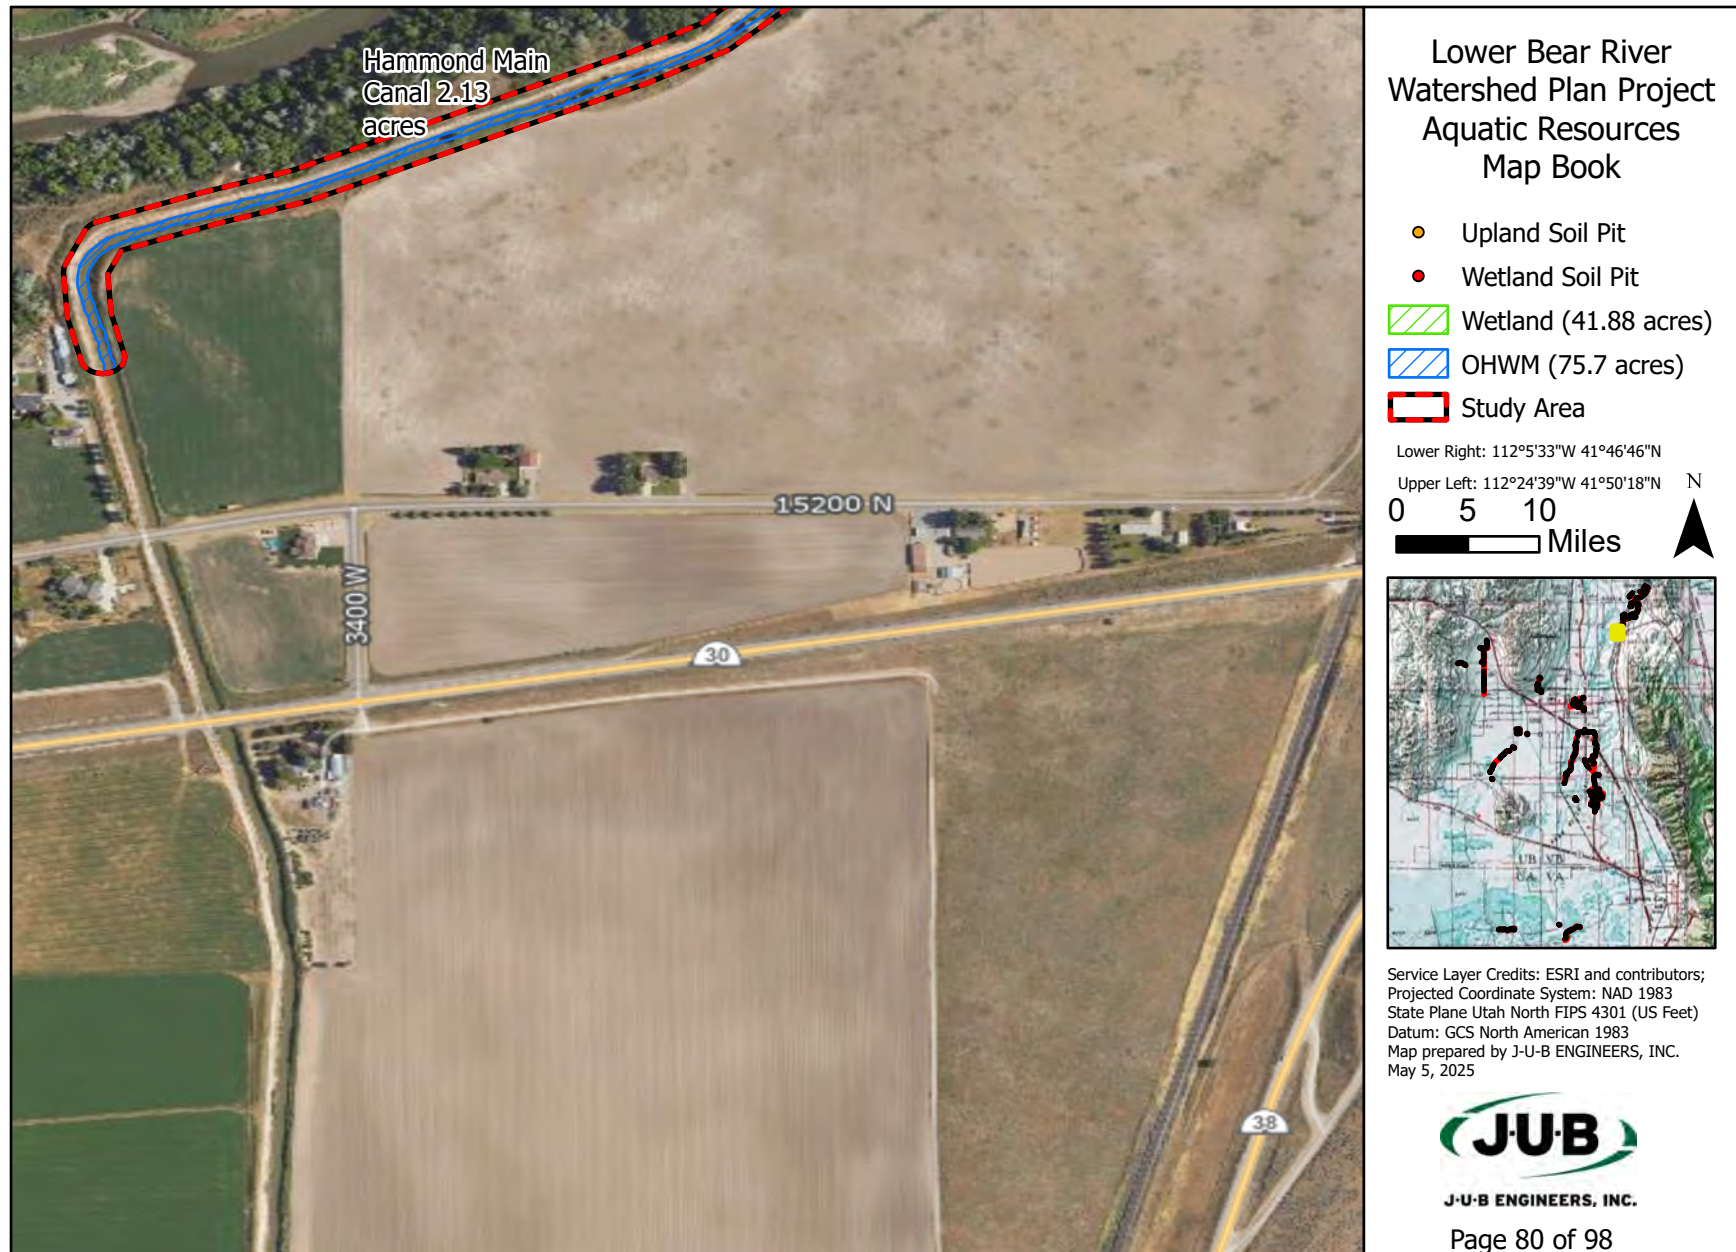 Hammond Main
Canal 2.13
acres
15200 N
3400 W
30
38
Lower Bear River
Watershed Plan Project
Aquatic Resources
Map Book
Upland Soil Pit
Wetland Soil Pit
Wetland (41.88 acres)
OHWM (75.7 acres)
Study Area
Lower Right: 112°5'33"W 41°46'46"N
Upper Left: 112°24'39"W 41°50'18"N
N
0 5 10
Miles
UB VB
UA VA
Service Layer Credits: ESRI and contributors;
Projected Coordinate System: NAD 1983
State Plane Utah North FIPS 4301 (US Feet)
Datum: GCS North American 1983
Map prepared by J-U-B ENGINEERS, INC.
May 5, 2025
J·U·B
J·U·B ENGINEERS, INC.
Page 80 of 98